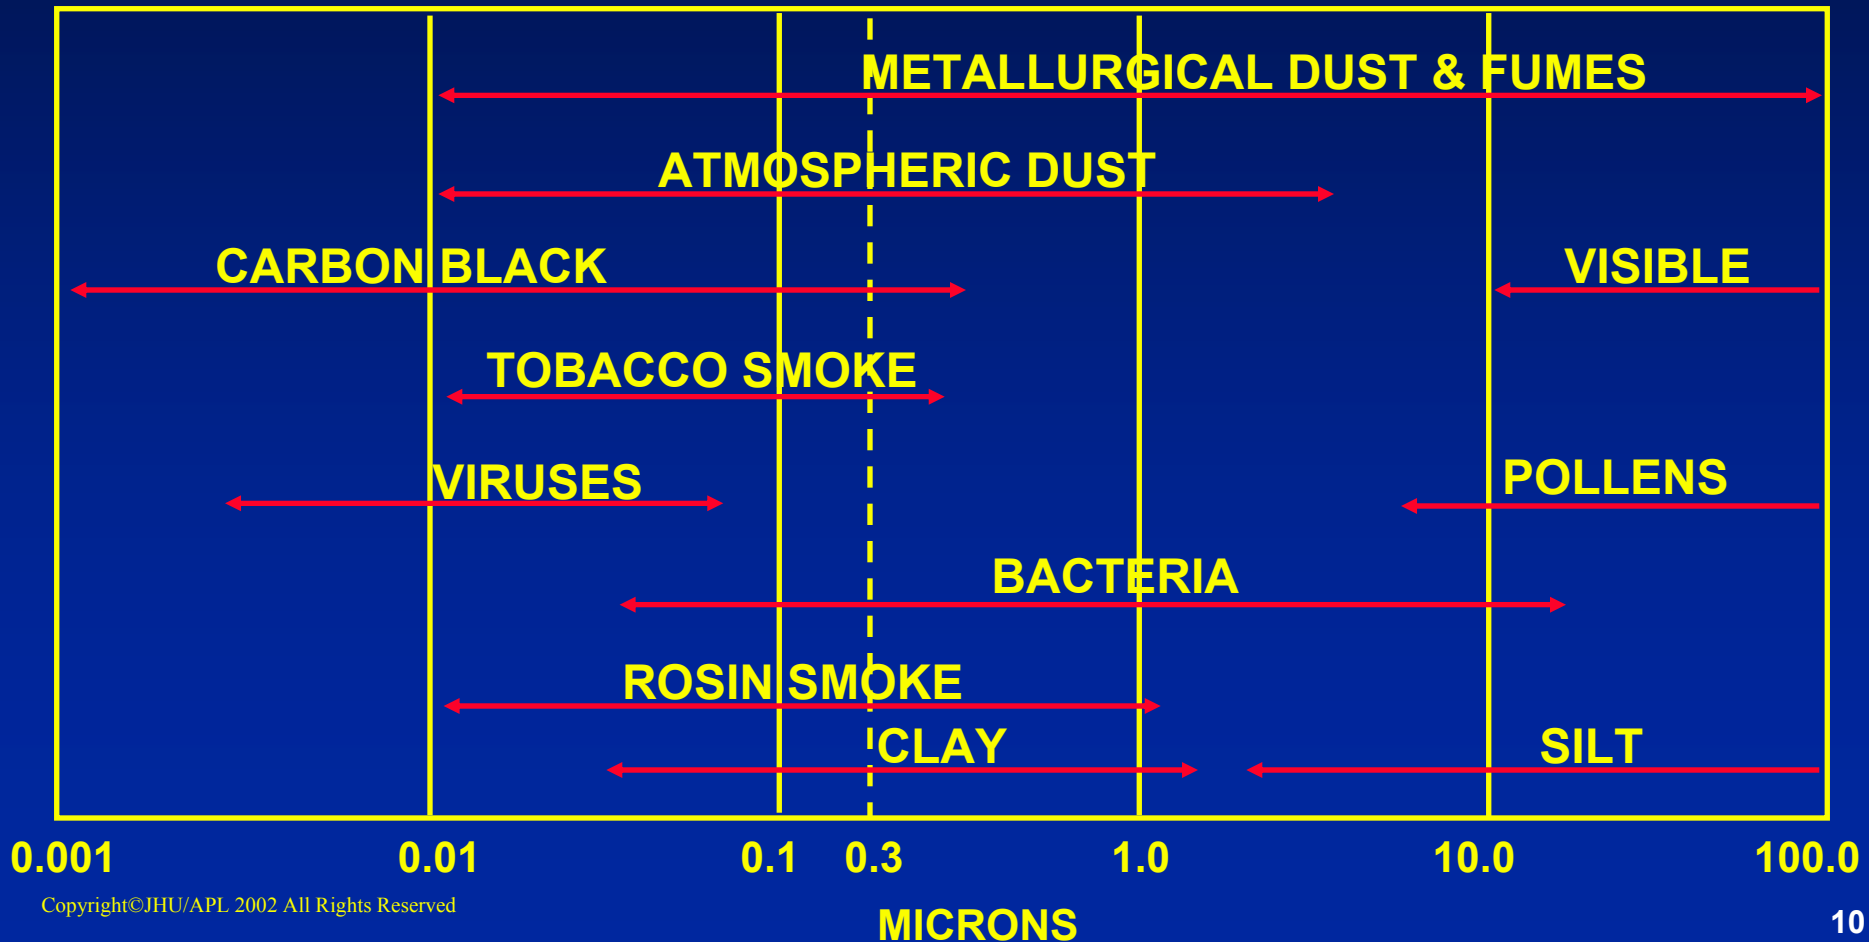 METALLURGICAL DUST & FUMES
ATMOSPHERIC DUST
CARBON BLACK
VISIBLE
TOBACCO SMOKE
VIRUSES
POLLENS
BACTERIA
ROSIN SMOKE
CLAY
SILT
0.001 0.01 0.1 0.3 1.0 10.0 100.0
Copyright©JHU/APL 2002 All Rights Reserved
MICRONS
10